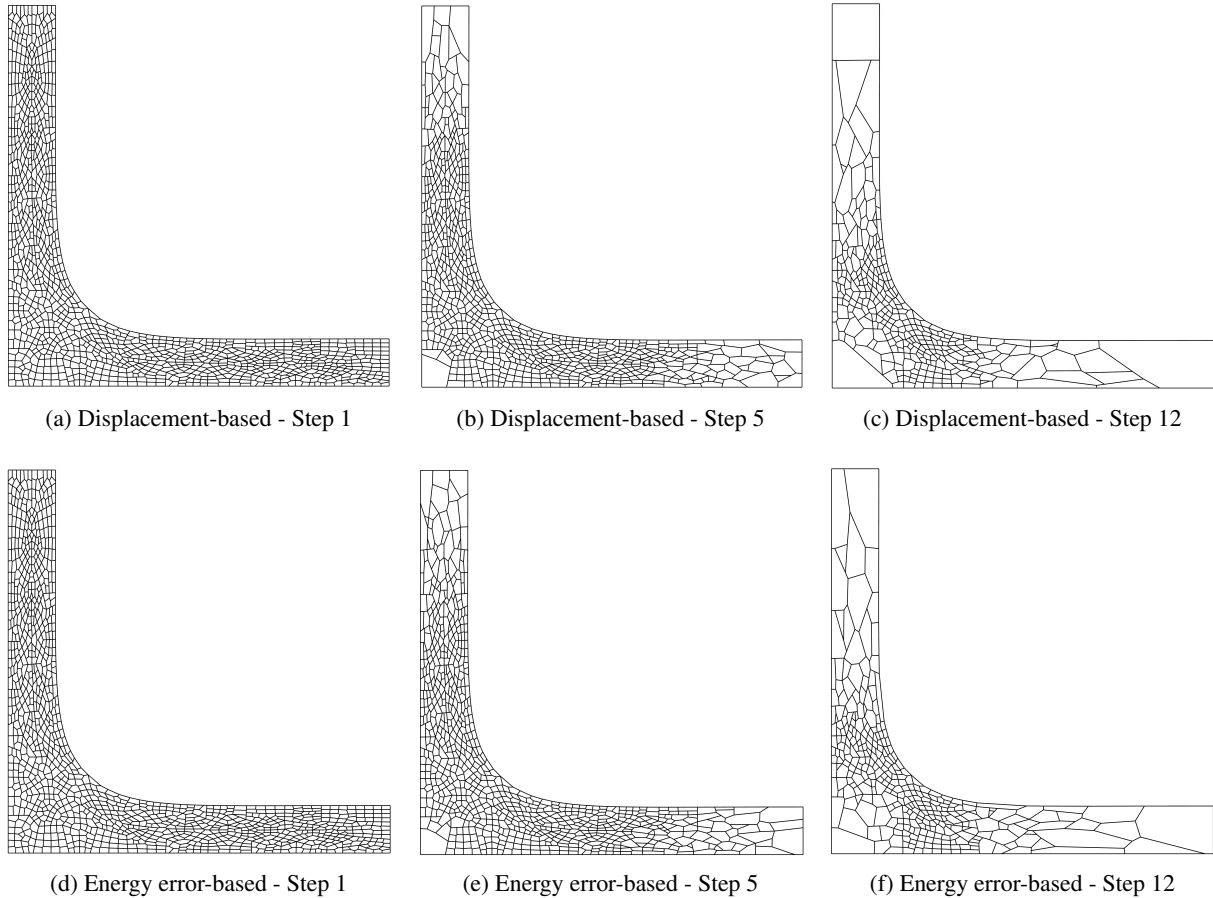 (a) Displacement-based - Step 1
(b) Displacement-based - Step 5
(c) Displacement-based - Step 12
(d) Energy error-based - Step 1
(e) Energy error-based - Step 5
(f) Energy error-based - Step 12